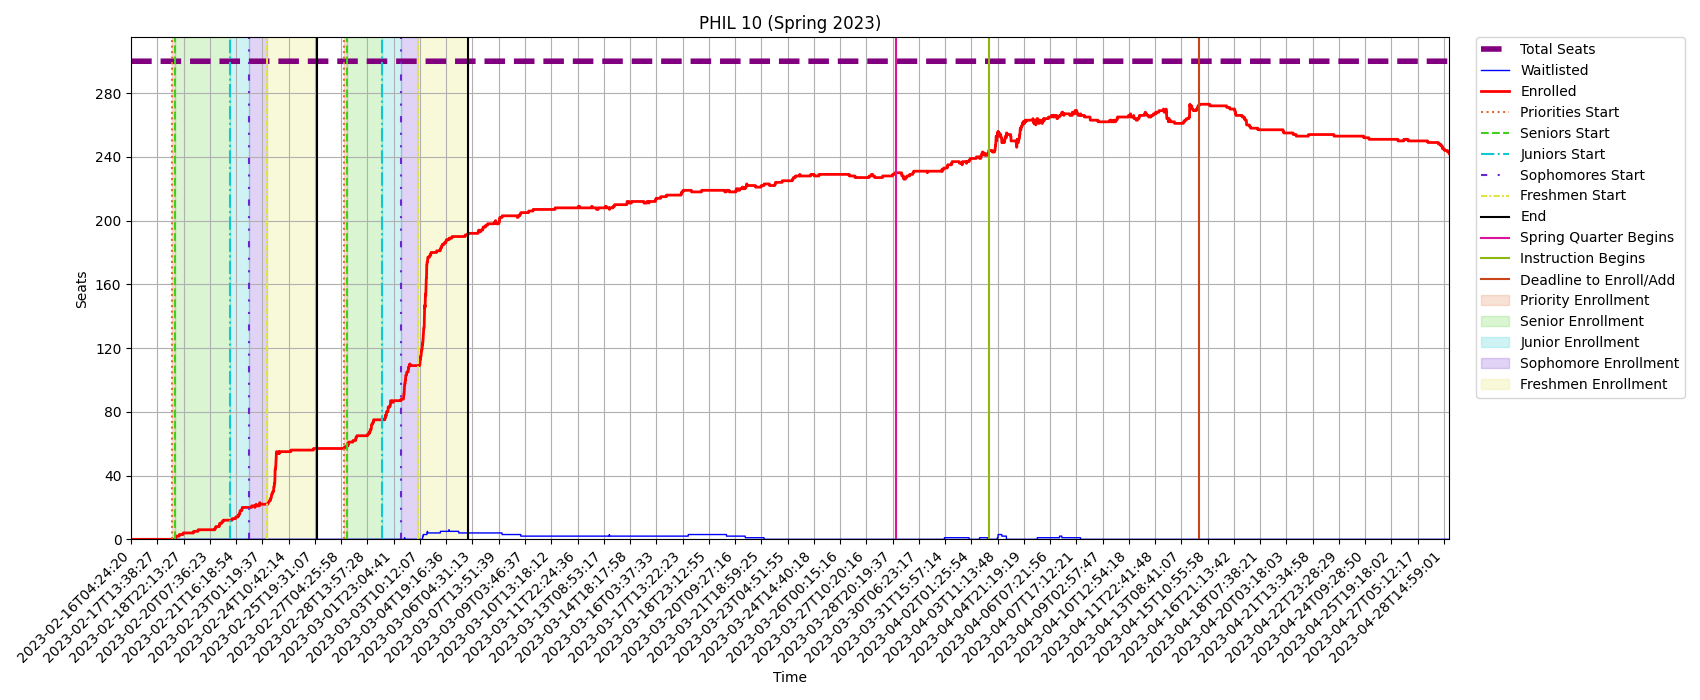 PHIL 10 (Spring 2023)
Total Seats
Waitlisted
Enrolled
Priorities Start
Seniors Start
Juniors Start
Sophomores Start
Freshmen Start
End
Spring Quarter Begins
Instruction Begins
Deadline to Enroll/Add
Priority Enrollment
Senior Enrollment
Junior Enrollment
Sophomore Enrollment
Freshmen Enrollment
Seats
280
240
200
160
120
80
40
0
2023-02-16T04:24:20
2023-02-17T13:38:27
2023-02-18T22:13:27
2023-02-20T07:36:23
2023-02-21T16:18:54
2023-02-23T01:19:37
2023-02-24T10:42:14
2023-02-25T19:31:07
2023-02-27T04:25:58
2023-02-28T13:57:28
2023-03-01T23:04:41
2023-03-03T10:12:07
2023-03-04T19:16:36
2023-03-06T04:31:13
2023-03-07T13:51:39
2023-03-09T03:46:37
2023-03-10T13:18:12
2023-03-11T22:24:36
2023-03-13T08:53:17
2023-03-14T18:17:58
2023-03-16T03:37:33
2023-03-17T13:22:23
2023-03-18T23:12:55
2023-03-20T09:27:16
2023-03-21T18:59:25
2023-03-23T04:51:55
2023-03-24T14:40:18
2023-03-26T00:15:16
2023-03-27T10:20:16
2023-03-28T20:19:37
2023-03-30T06:23:17
2023-03-31T15:57:14
2023-04-02T01:25:54
2023-04-03T11:13:48
2023-04-04T21:19:19
2023-04-06T07:21:56
2023-04-07T17:12:21
2023-04-09T02:57:47
2023-04-10T12:54:18
2023-04-11T22:41:48
2023-04-13T08:41:07
2023-04-15T10:55:58
2023-04-16T21:13:42
2023-04-18T07:38:21
2023-04-20T03:18:03
2023-04-21T13:34:58
2023-04-22T23:28:29
2023-04-24T09:28:50
2023-04-25T19:18:02
2023-04-27T05:12:17
2023-04-28T14:59:01
Time